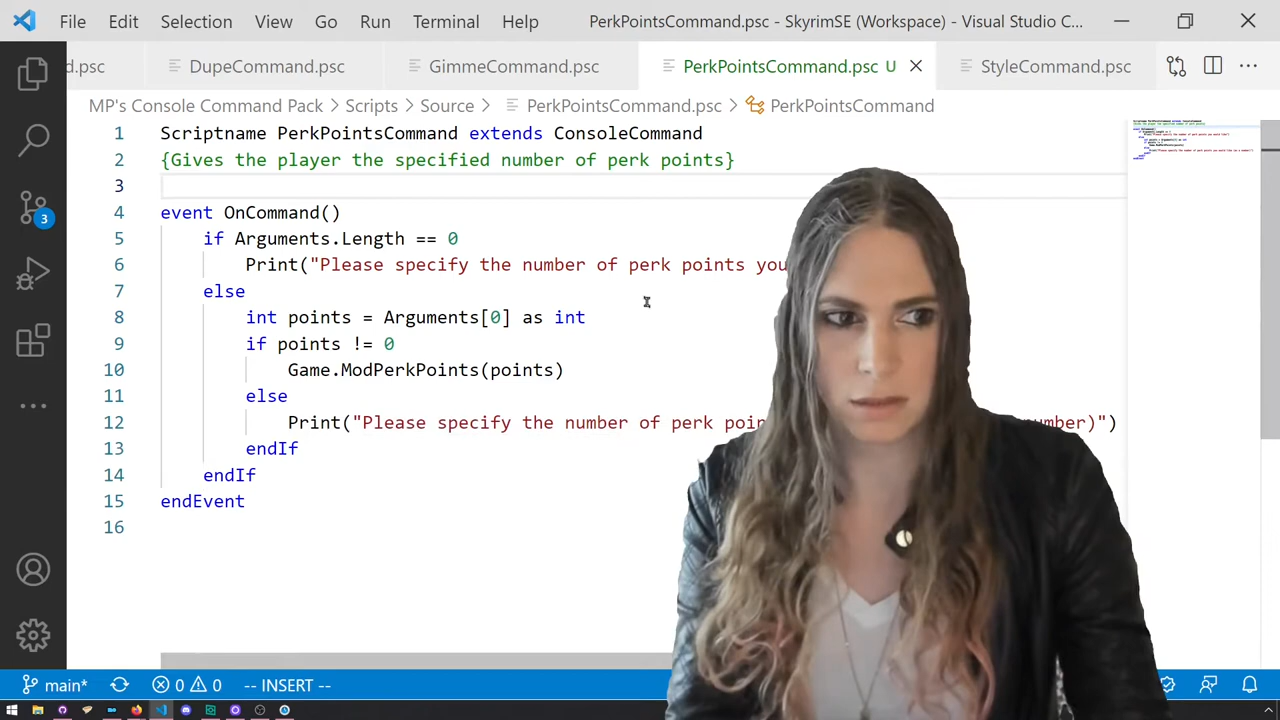 File Edit Selection View Go Run Terminal Help PerkPointsCommand.psc - SkyrimSE (Workspace) - Visual Studio C...
d.psc DupeCommand.psc GimmeCommand.psc PerkPointsCommand.psc U StyleCommand.psc
MP's Console Command Pack > Scripts > Source > PerkPointsCommand.psc > PerkPointsCommand
1 Scriptname PerkPointsCommand extends ConsoleCommand
2 {Gives the player the specified number of perk points}
3
4 event OnCommand()
5 if Arguments.Length == 0
6 Print("Please specify the number of perk points you
7 else
8 int points = Arguments[0] as int
9 if points != 0
10 Game.ModPerkPoints(points)
11 else
12 Print("Please specify the number of perk number)")
13 endIf
14 endIf
15 endEvent
16
3
main* 0 0 -- INSERT --